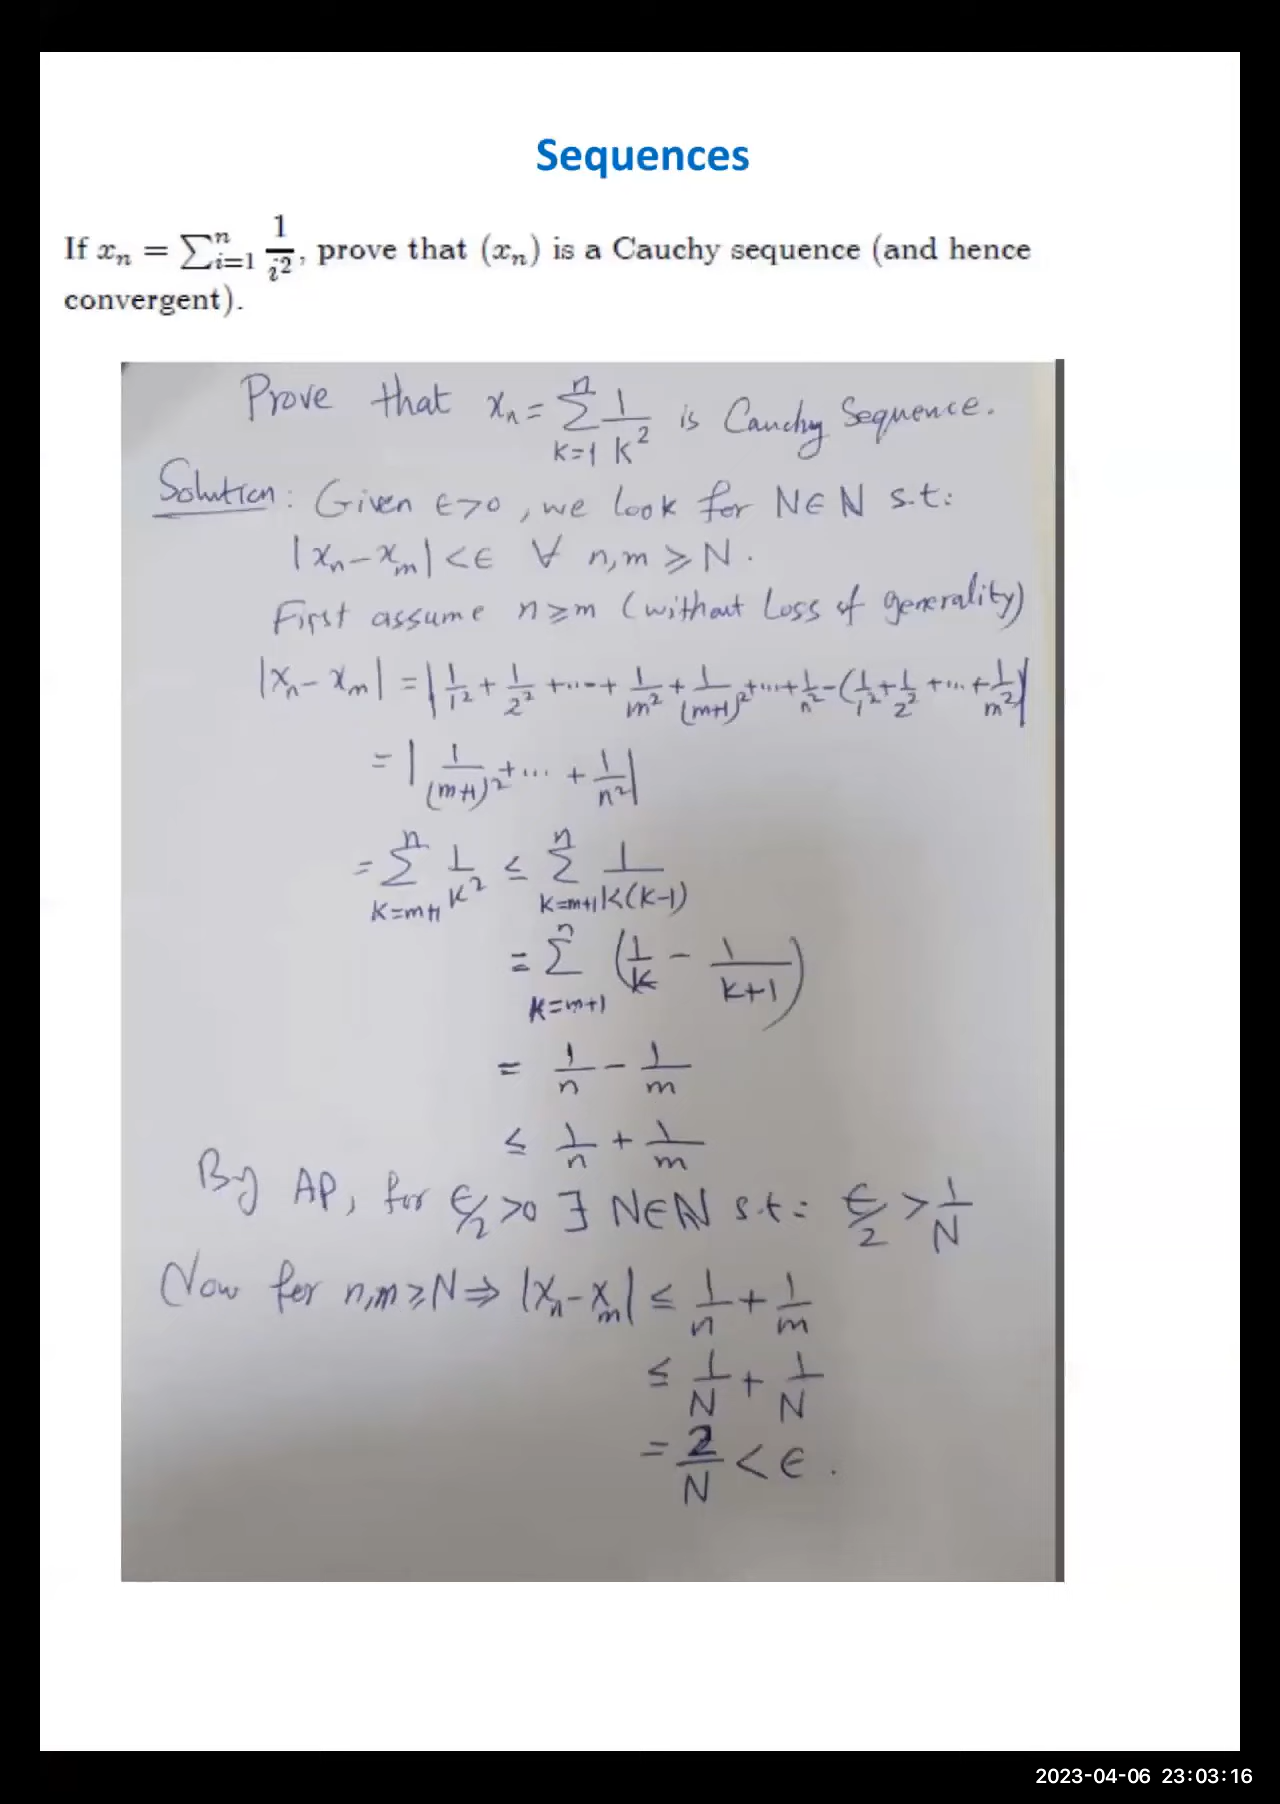 Sequences
If xₙ = ∑ⁿᵢ₌₁ 1/i², prove that (xₙ) is a Cauchy sequence (and hence
convergent).
Prove that xₙ = ∑ⁿₖ₌₁ 1/k² is Cauchy Sequence.
Solution: Given ϵ>0, we look for N∈ℕ s.t:
|xₙ-xₘ| < ϵ ∀ n,m ⩾ N.
First assume n⩾m (without Loss of generality)
|xₙ - xₘ| = |1/1² + 1/2² + ... + 1/m² + 1/(m+1)² + ... + 1/n² - (1/1² + 1/2² + ... + 1/m²)|
= |1/(m+1)² + ... + 1/n²|
= ∑ⁿₖ₌ₘ₊₁ 1/k² ≤ ∑ⁿₖ₌ₘ₊₁ 1/k(k-1)
= ∑ⁿₖ₌ₘ₊₁ (1/k - 1/(k+1))
= 1/n - 1/m
≤ 1/n + 1/m
By AP, for ϵ/2 >0 ∃ N∈ℕ s.t: ϵ/2 > 1/N
Now for n,m ⩾ N ⇒ |xₙ-xₘ| ≤ 1/n + 1/m
≤ 1/N + 1/N
= 2/N < ϵ.
2023-04-06 23:03:16